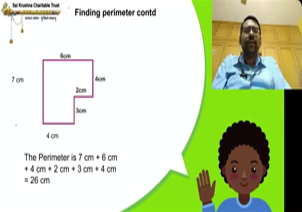 Sai Krushna Charitable Trust
Finding perimeter contd
6cm
7 cm
4cm
2cm
3cm
4 cm
The Perimeter is 7 cm + 6 cm
+ 4 cm + 2 cm + 3 cm + 4 cm
= 26 cm